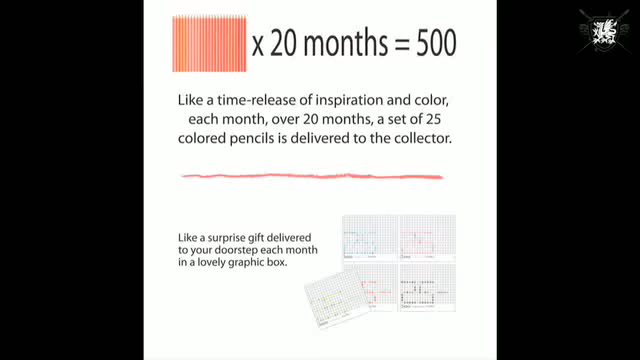 x 20 months = 500
Like a time-release of inspiration and color,
each month, over 20 months, a set of 25
colored pencils is delivered to the collector.
Like a surprise gift delivered
to your doorstep each month
in a lovely graphic box.